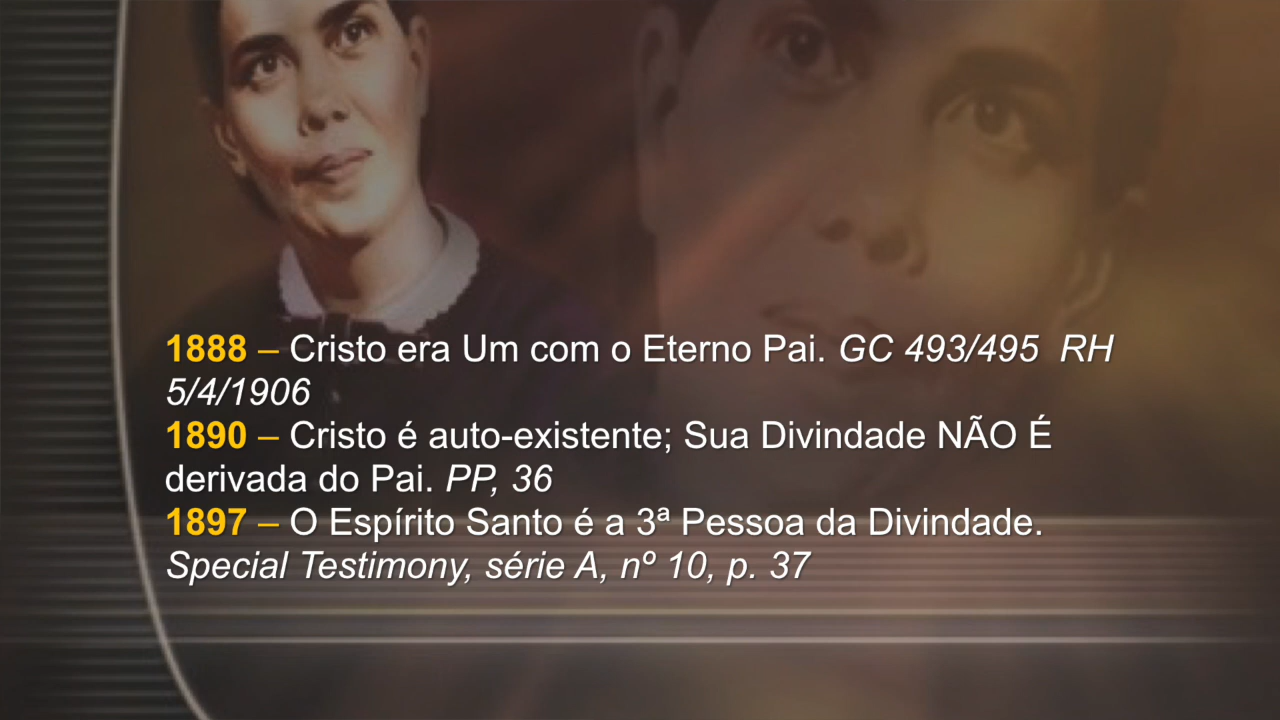 1888 – Cristo era Um com o Eterno Pai. GC 493/495  RH
5/4/1906
1890 – Cristo é auto-existente; Sua Divindade NÃO É
derivada do Pai. PP, 36
1897 – O Espírito Santo é a 3ª Pessoa da Divindade.
Special Testimony, série A, nº 10, p. 37